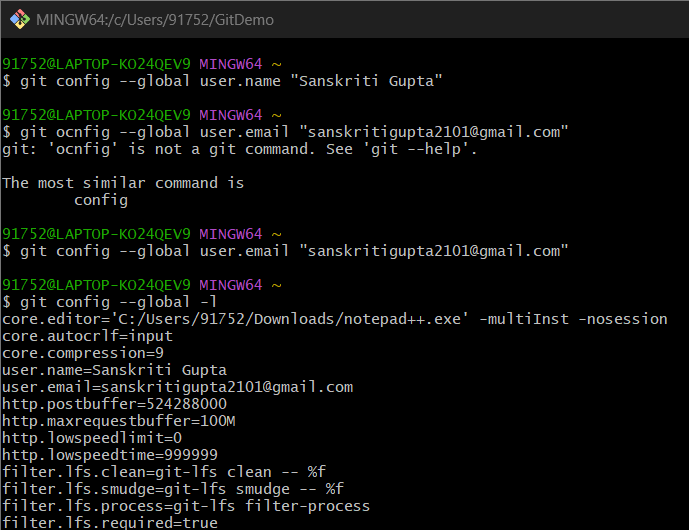 MINGW64:/c/Users/91752/GitDemo
91752@LAPTOP-KO24QEV9 MINGW64 ~
$ git config --global user.name "Sanskriti Gupta"
91752@LAPTOP-KO24QEV9 MINGW64 ~
$ git ocnfig --global user.email "sanskritigupta2101@gmail.com"
git: 'ocnfig' is not a git command. See 'git --help'.
The most similar command is
config
91752@LAPTOP-KO24QEV9 MINGW64 ~
$ git config --global user.email "sanskritigupta2101@gmail.com"
91752@LAPTOP-KO24QEV9 MINGW64 ~
$ git config --global -l
core.editor='C:/Users/91752/Downloads/notepad++.exe' -multiInst -nosession
core.autocrlf=input
core.compression=9
user.name=Sanskriti Gupta
user.email=sanskritigupta2101@gmail.com
http.postbuffer=524288000
http.maxrequestbuffer=100M
http.lowspeedlimit=0
http.lowspeedtime=999999
filter.lfs.clean=git-lfs clean -- %f
filter.lfs.smudge=git-lfs smudge -- %f
filter.lfs.process=git-lfs filter-process
filter.lfs.required=true